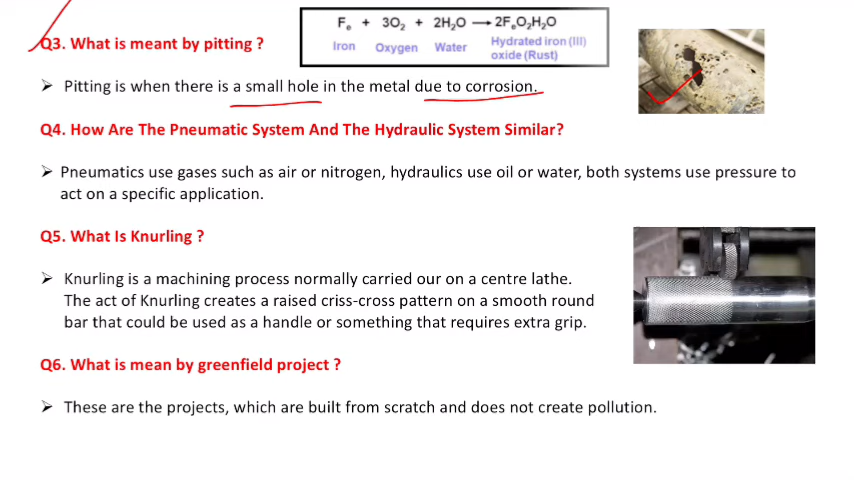 Fₑ + 3O₂ + 2H₂O → 2FₑO₂H₂O
Iron Oxygen Water Hydrated iron (III) oxide (Rust)
Q3. What is meant by pitting ?
➢ Pitting is when there is a small hole in the metal due to corrosion.
Q4. How Are The Pneumatic System And The Hydraulic System Similar?
➢ Pneumatics use gases such as air or nitrogen, hydraulics use oil or water, both systems use pressure to
act on a specific application.
Q5. What Is Knurling ?
➢ Knurling is a machining process normally carried our on a centre lathe.
The act of Knurling creates a raised criss-cross pattern on a smooth round
bar that could be used as a handle or something that requires extra grip.
Q6. What is mean by greenfield project ?
➢ These are the projects, which are built from scratch and does not create pollution.